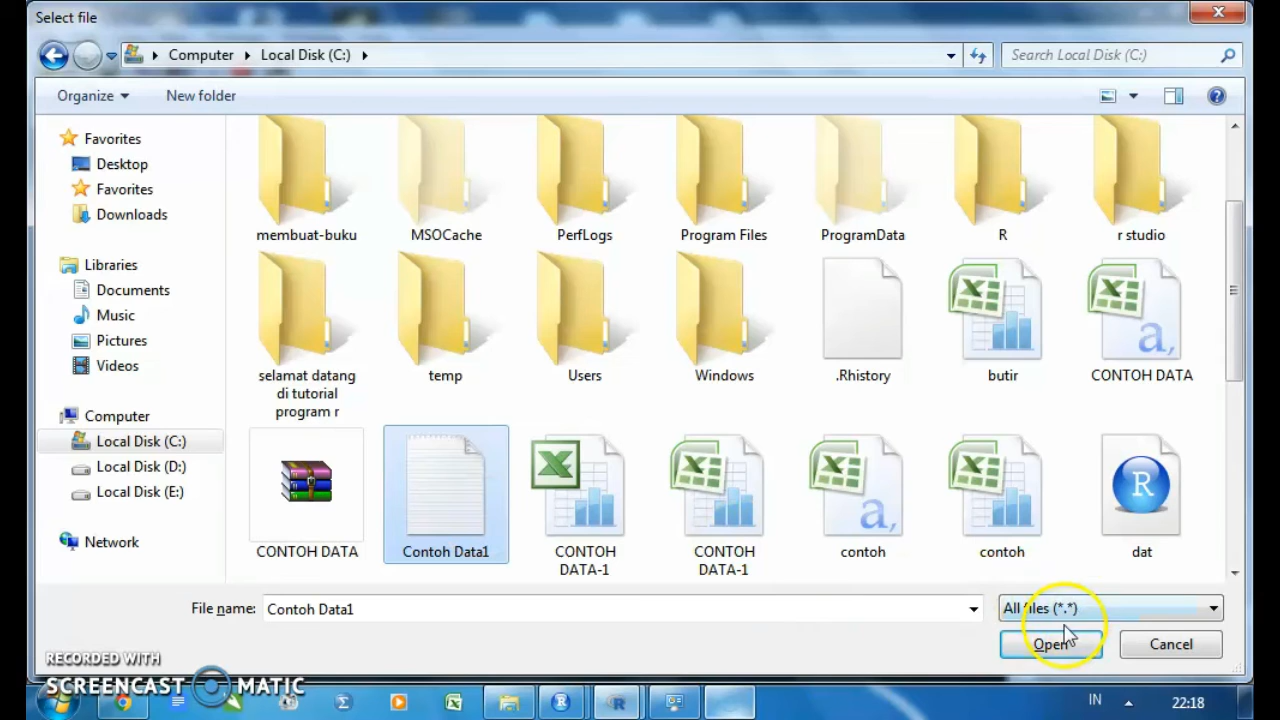 Select file
Computer
Local Disk (C:)
Search Local Disk (C:)
Organize
New folder
Favorites
Desktop
Favorites
Downloads
Libraries
Documents
Music
Pictures
Videos
Computer
Local Disk (C:)
Local Disk (D:)
Local Disk (E:)
Network
membuat-buku
MSOCache
PerfLogs
Program Files
ProgramData
R
r studio
selamat datang
di tutorial
program r
temp
Users
Windows
.Rhistory
butir
a,
CONTOH DATA
CONTOH DATA
Contoh Data1
CONTOH
DATA-1
CONTOH
DATA-1
a,
contoh
contoh
R
dat
File name:
Contoh Data1
All files (*.*)
Open
Cancel
RECORDED WITH
SCREENCAST MATIC
IN
22:18